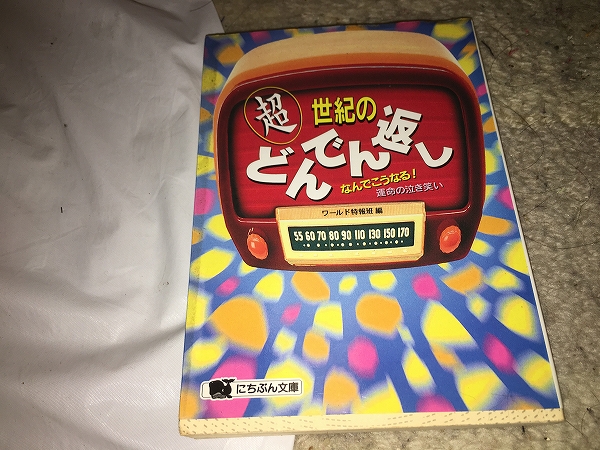 超
世紀の
どんでん返し
なんでこうなる!
運命の泣き笑い
ワールド特報班 編
55 60 70 80 90 110 130 150 170
にちぶん文庫